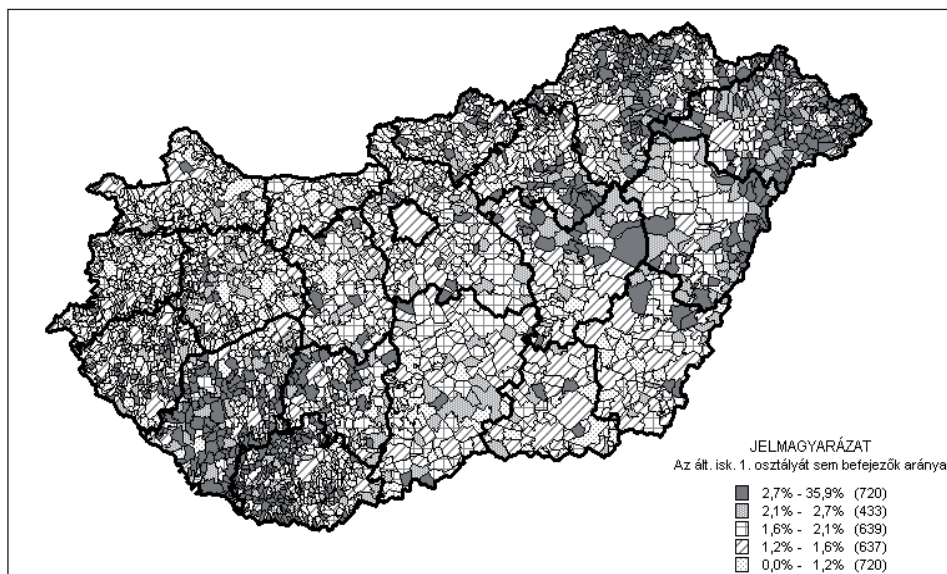 JELMAGYARÁZAT
Az ált. isk. 1. osztályát sem befejezők aránya
2,7% - 35,9% (720)
2,1% - 2,7% (433)
1,6% - 2,1% (639)
1,2% - 1,6% (637)
0,0% - 1,2% (720)